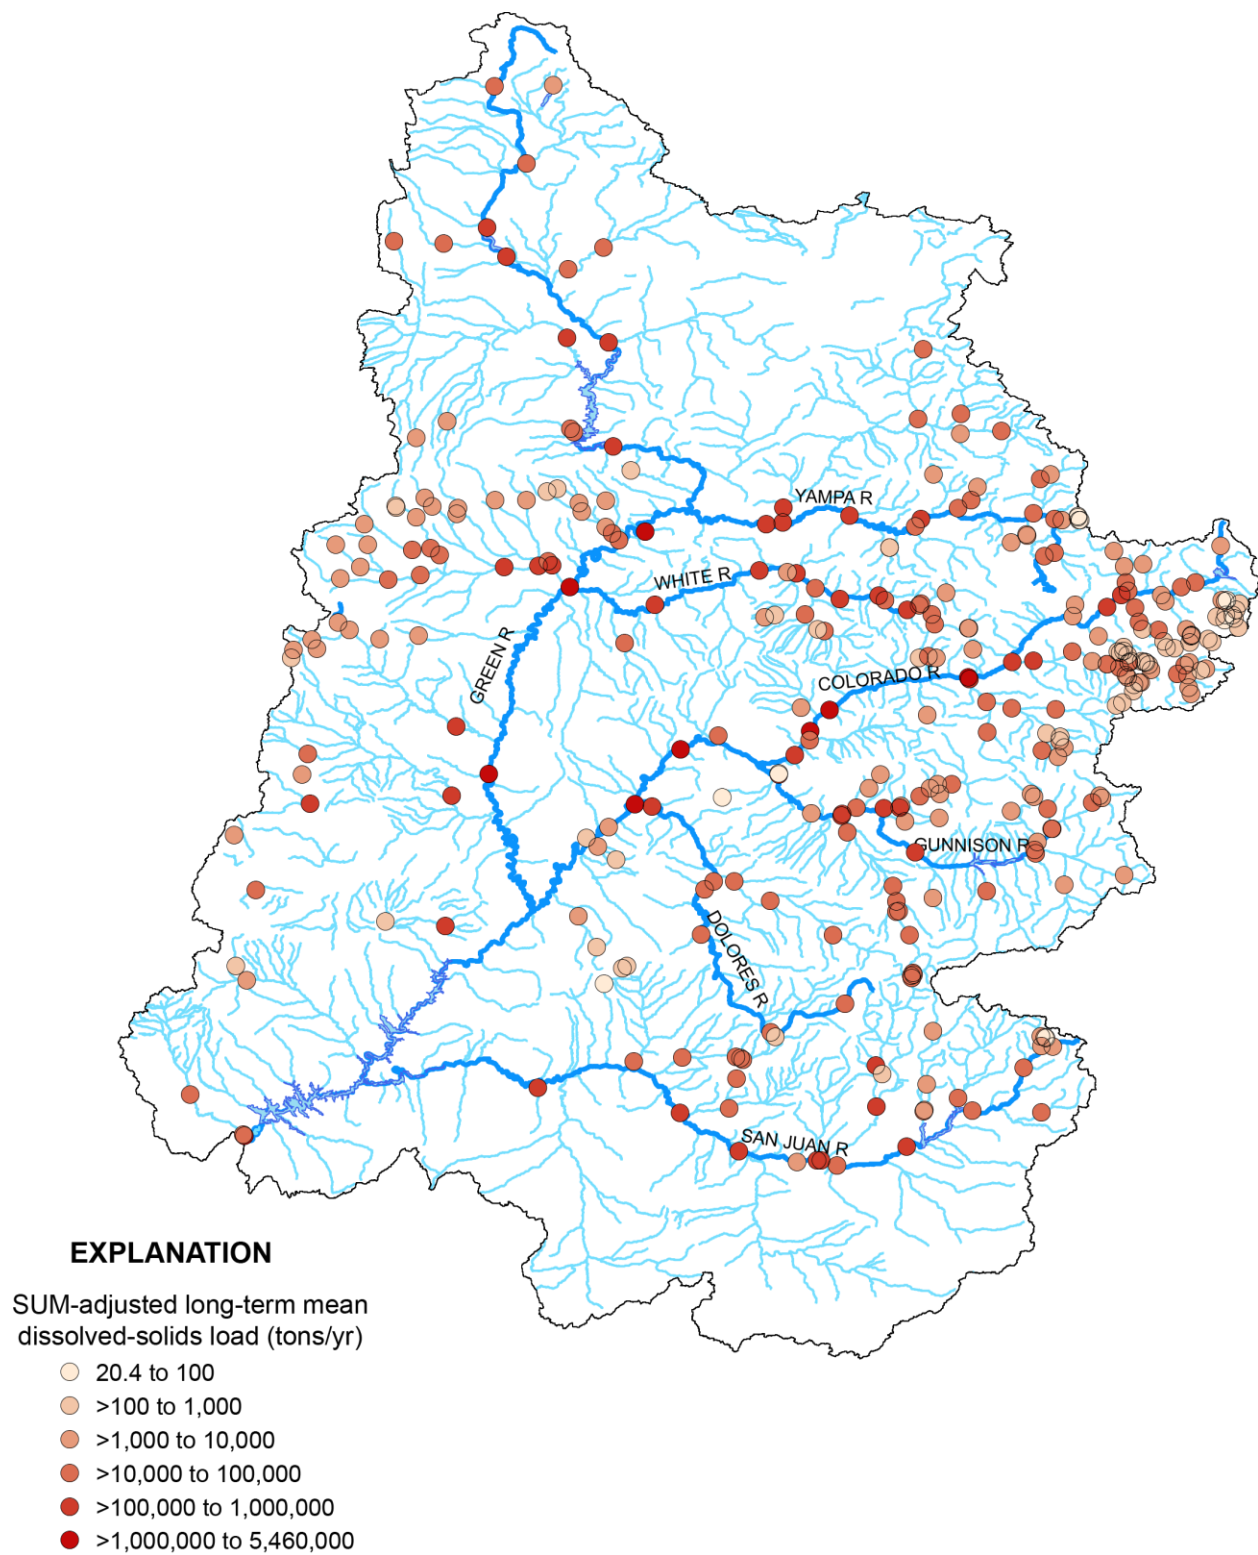 YAMPA R
WHITE R
GREEN R
COLORADO R
GUNNISON R
DOLORES R
SAN JUAN R
EXPLANATION
SUM-adjusted long-term mean
dissolved-solids load (tons/yr)
20.4 to 100
>100 to 1,000
>1,000 to 10,000
>10,000 to 100,000
>100,000 to 1,000,000
>1,000,000 to 5,460,000